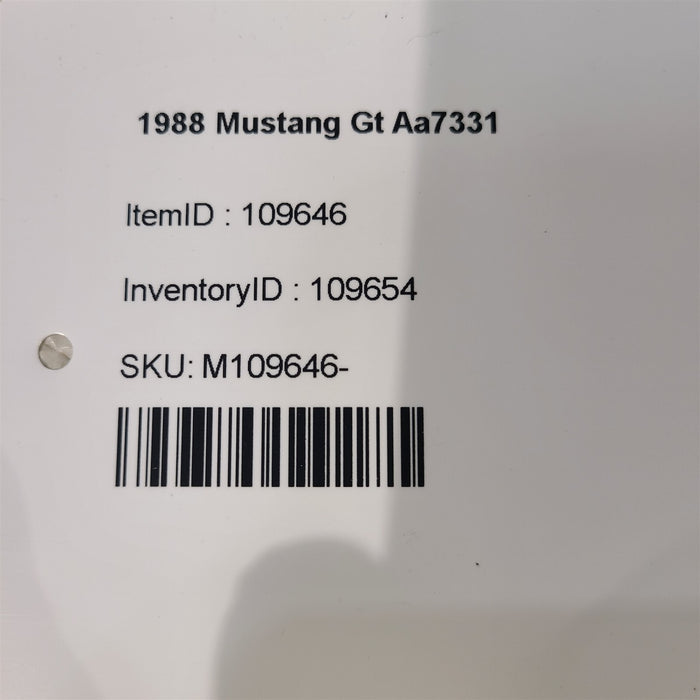 1988 Mustang Gt Aa7331
ItemID : 109646
InventoryID : 109654
SKU: M109646-